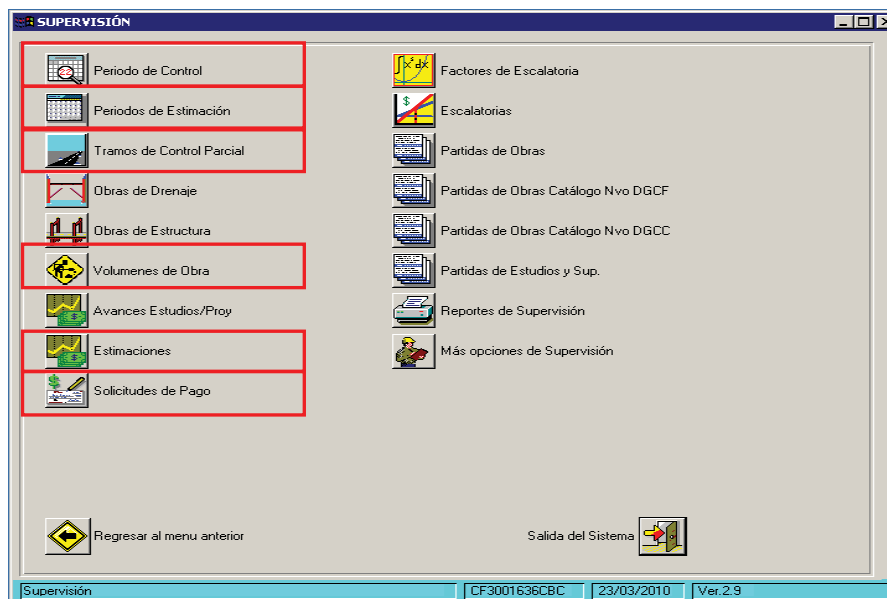 SUPERVISIÓN
Periodo de Control
Periodos de Estimación
Tramos de Control Parcial
Obras de Drenaje
Obras de Estructura
Volumenes de Obra
Avances Estudios/Proy
Estimaciones
Solicitudes de Pago
Factores de Escalatoria
Escalatorias
Partidas de Obras
Partidas de Obras Catálogo Nvo DGCF
Partidas de Obras Catálogo Nvo DGCC
Partidas de Estudios y Sup.
Reportes de Supervisión
Más opciones de Supervisión
Regresar al menu anterior
Salida del Sistema
Supervisión
CF3001636CBC
23/03/2010
Ver.2.9